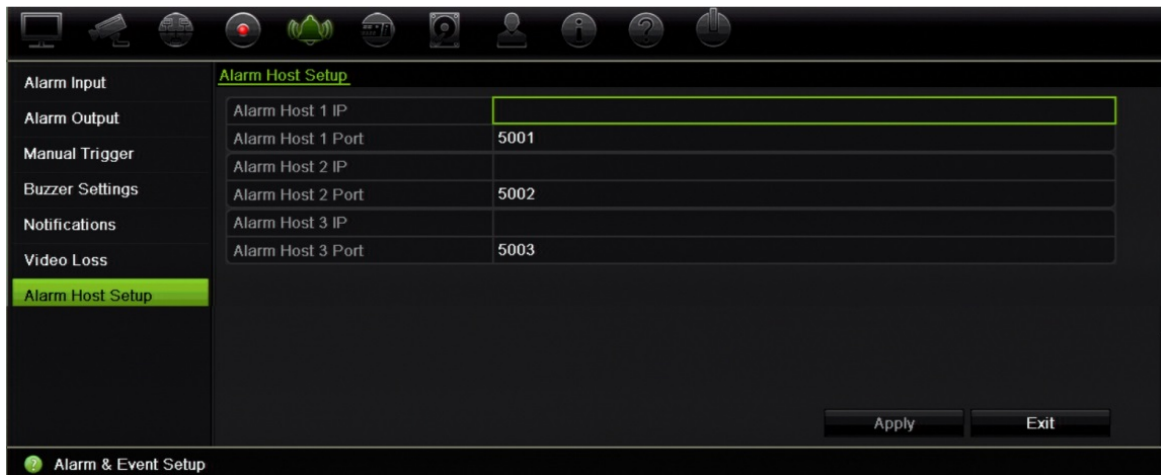 Alarm Input
Alarm Output
Manual Trigger
Buzzer Settings
Notifications
Video Loss
Alarm Host Setup
Alarm Host Setup
Alarm Host 1 IP
Alarm Host 1 Port 5001
Alarm Host 2 IP
Alarm Host 2 Port 5002
Alarm Host 3 IP
Alarm Host 3 Port 5003
Apply Exit
? Alarm & Event Setup